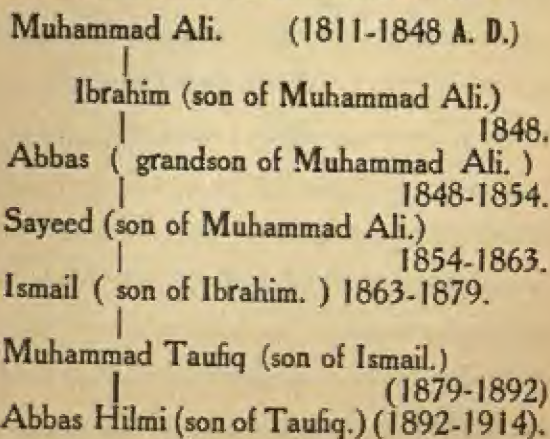 Muhammad Ali. (1811-1848 A. D.)
Ibrahim (son of Muhammad Ali.)
1848.
Abbas ( grandson of Muhammad Ali. )
1848-1854.
Sayeed (son of Muhammad Ali.)
1854-1863.
Ismail ( son of Ibrahim. ) 1863-1879.
Muhammad Taufiq (son of Ismail.)
(1879-1892)
Abbas Hilmi (son of Taufiq.) (1892-1914).